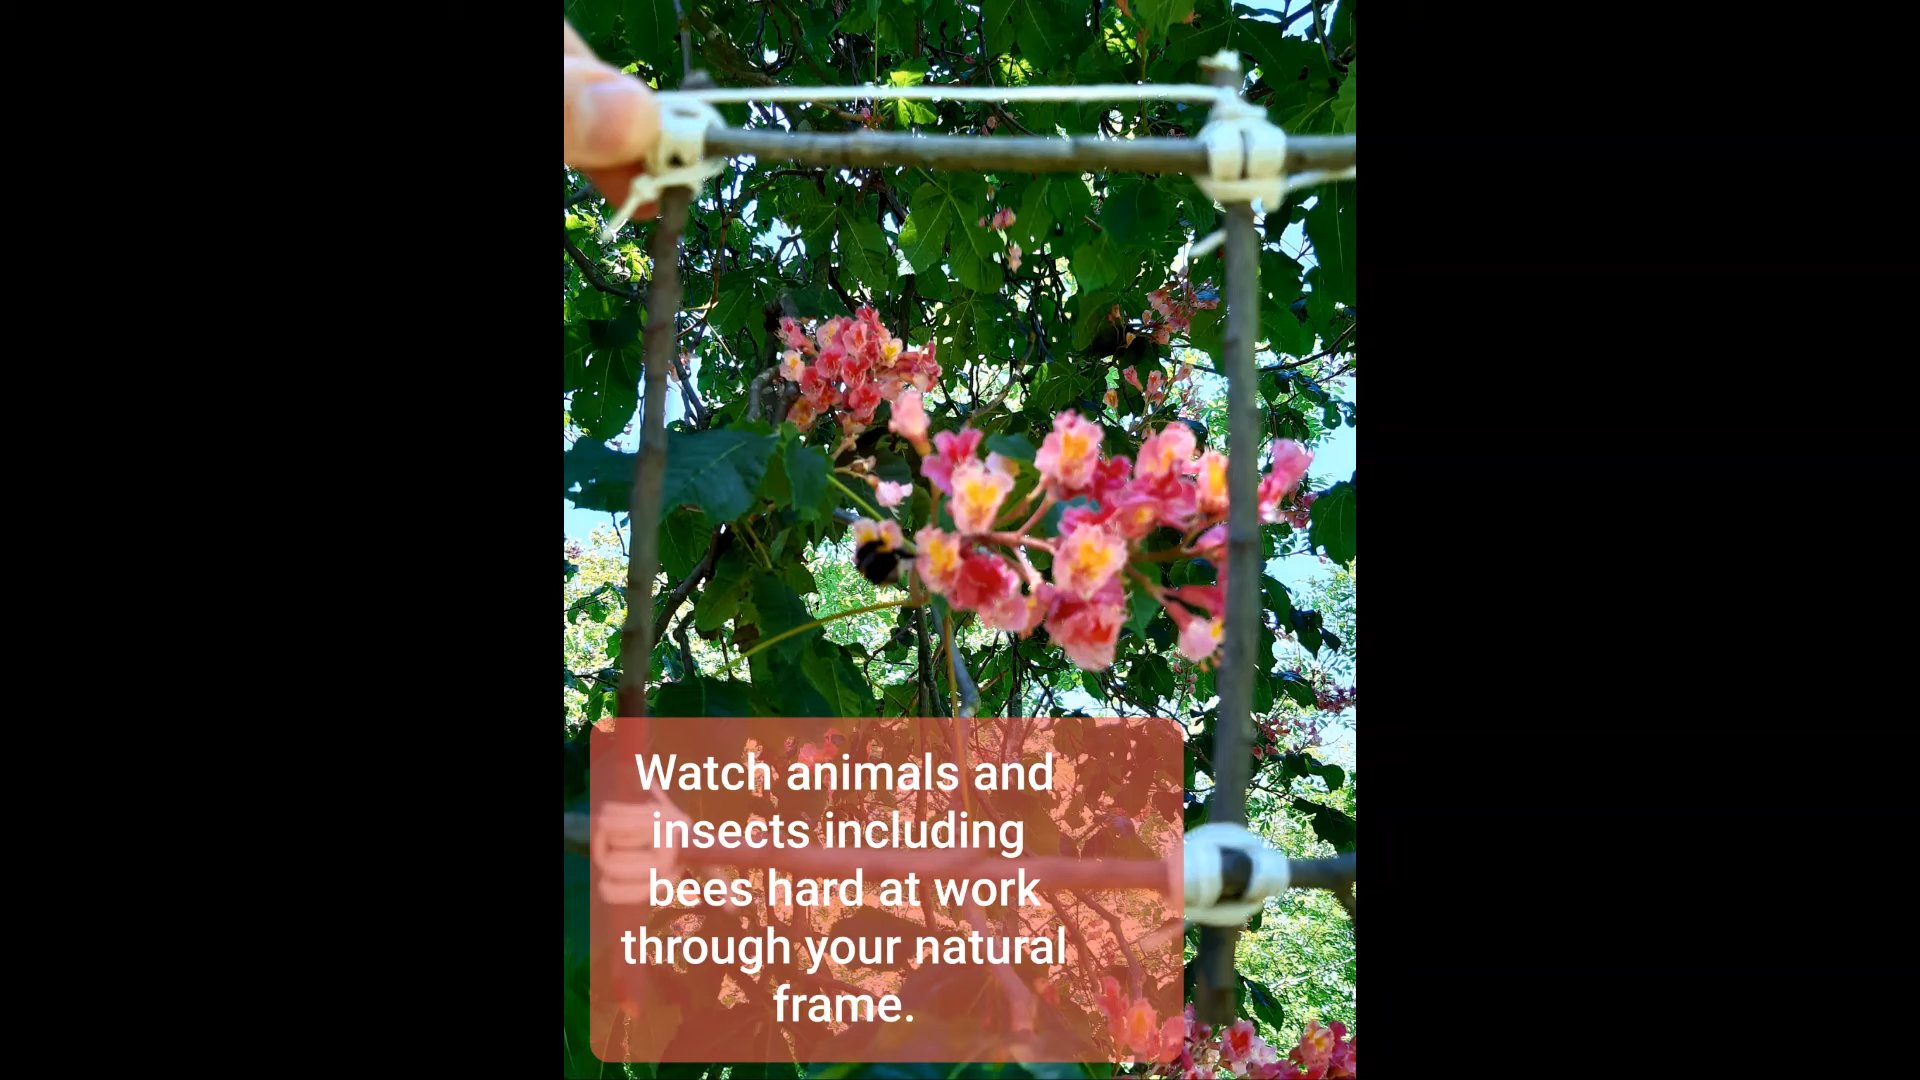 Watch animals and
insects including
bees hard at work
through your natural
frame.